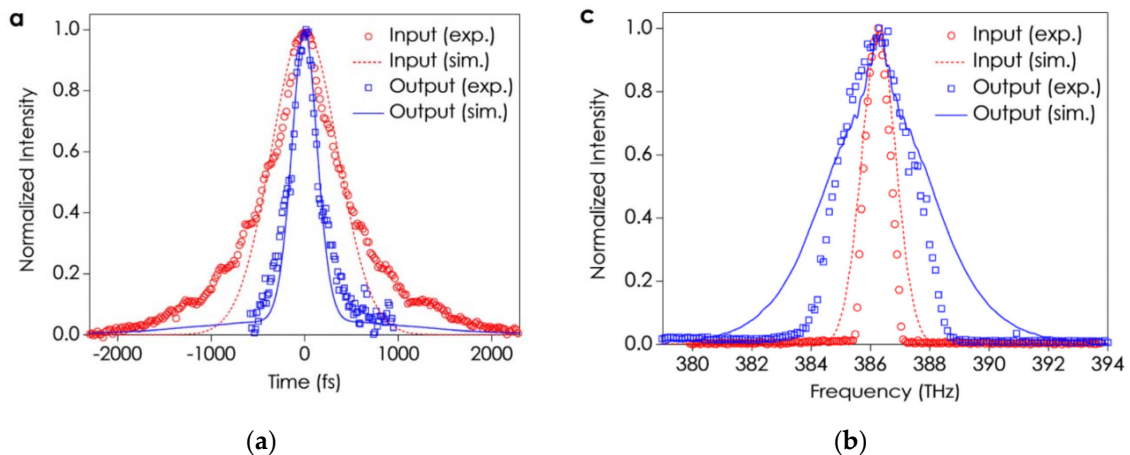 a
Normalized Intensity
1.0
0.8
0.6
0.4
0.2
0.0
Input (exp.)
Input (sim.)
Output (exp.)
Output (sim.)
-2000 -1000 0 1000 2000
Time (fs)
(a)
c
Normalized Intensity
1.0
0.8
0.6
0.4
0.2
0.0
Input (exp.)
Input (sim.)
Output (exp.)
Output (sim.)
380 382 384 386 388 390 392 394
Frequency (THz)
(b)